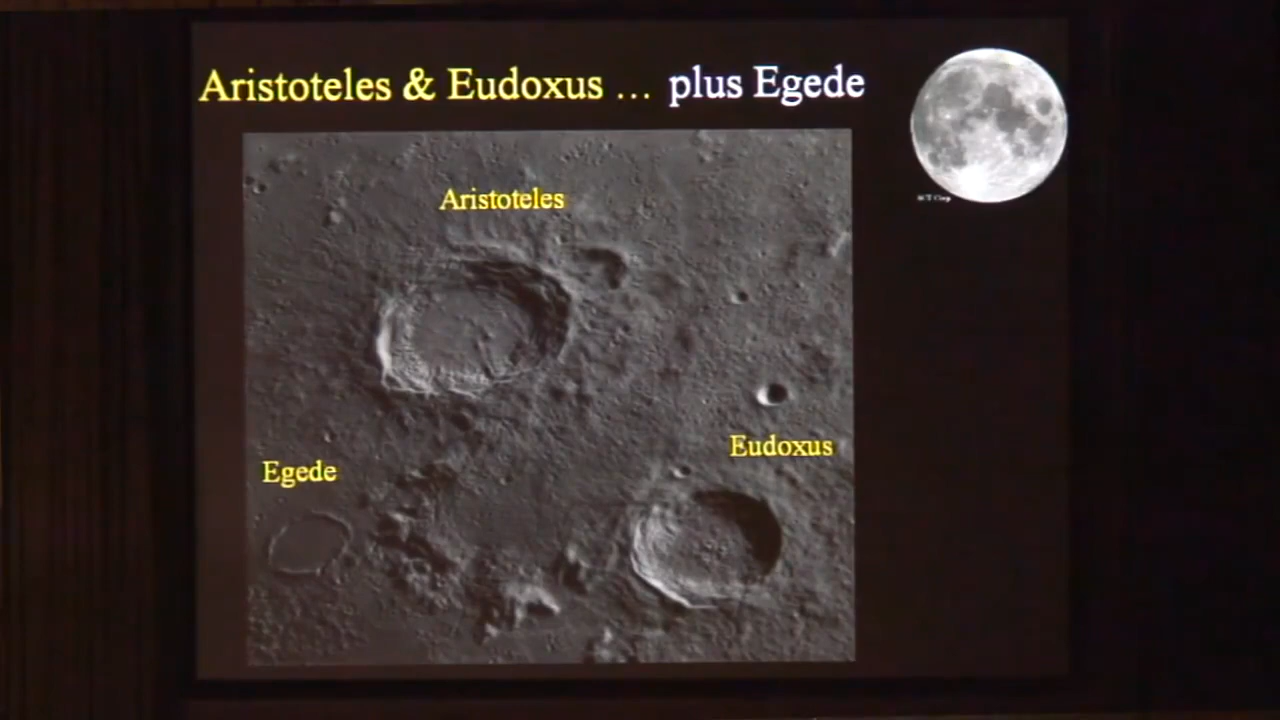 Aristoteles & Eudoxus ... plus Egede
Aristoteles
Eudoxus
Egede